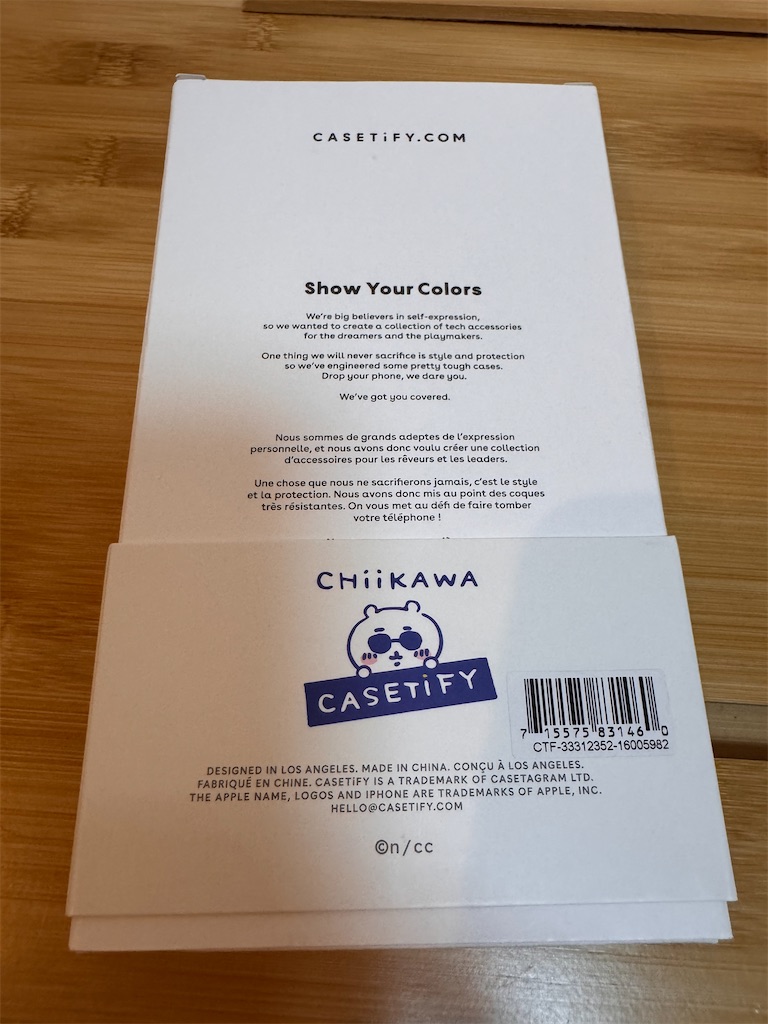 CASETiFY.COM
Show Your Colors
We're big believers in self-expression,
so we wanted to create a collection of tech accessories
for the dreamers and the playmakers.
One thing we will never sacrifice is style and protection
so we've engineered some pretty tough cases.
Drop your phone, we dare you.
We've got you covered.
Nous sommes de grands adeptes de l'expression
personnelle, et nous avons donc voulu créer une collection
d'accessoires pour les rêveurs et les leaders.
Une chose que nous ne sacrifierons jamais, c'est le style
et la protection. Nous avons donc mis au point des coques
très résistantes. On vous met au défi de faire tomber
votre téléphone !
CHiiKAWA
CASETiFY
7 15575 83146 0
CTF-33312352-16005982
DESIGNED IN LOS ANGELES. MADE IN CHINA. CONÇU À LOS ANGELES.
FABRIQUÉ EN CHINE. CASETiFY IS A TRADEMARK OF CASETAGRAM LTD.
THE APPLE NAME, LOGOS AND IPHONE ARE TRADEMARKS OF APPLE, INC.
HELLO@CASETIFY.COM
©n/cc